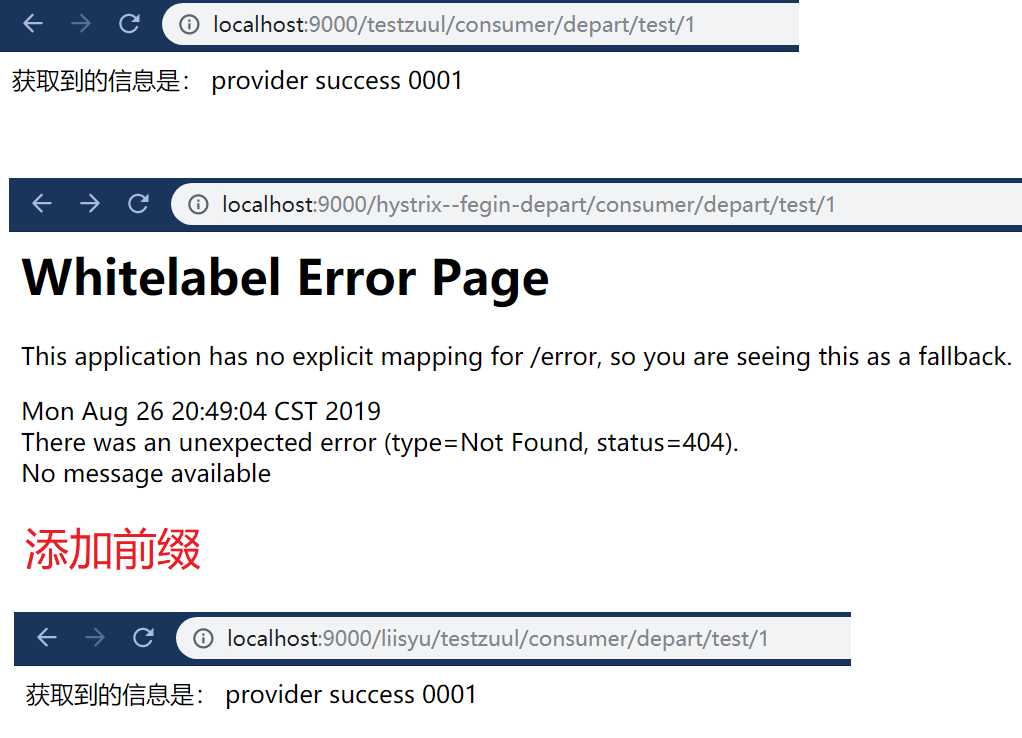 localhost:9000/testzuul/consumer/depart/test/1
获取到的信息是： provider success 0001
localhost:9000/hystrix--fegin-depart/consumer/depart/test/1
Whitelabel Error Page
This application has no explicit mapping for /error, so you are seeing this as a fallback.
Mon Aug 26 20:49:04 CST 2019
There was an unexpected error (type=Not Found, status=404).
No message available
添加前缀
localhost:9000/liisyu/testzuul/consumer/depart/test/1
获取到的信息是： provider success 0001